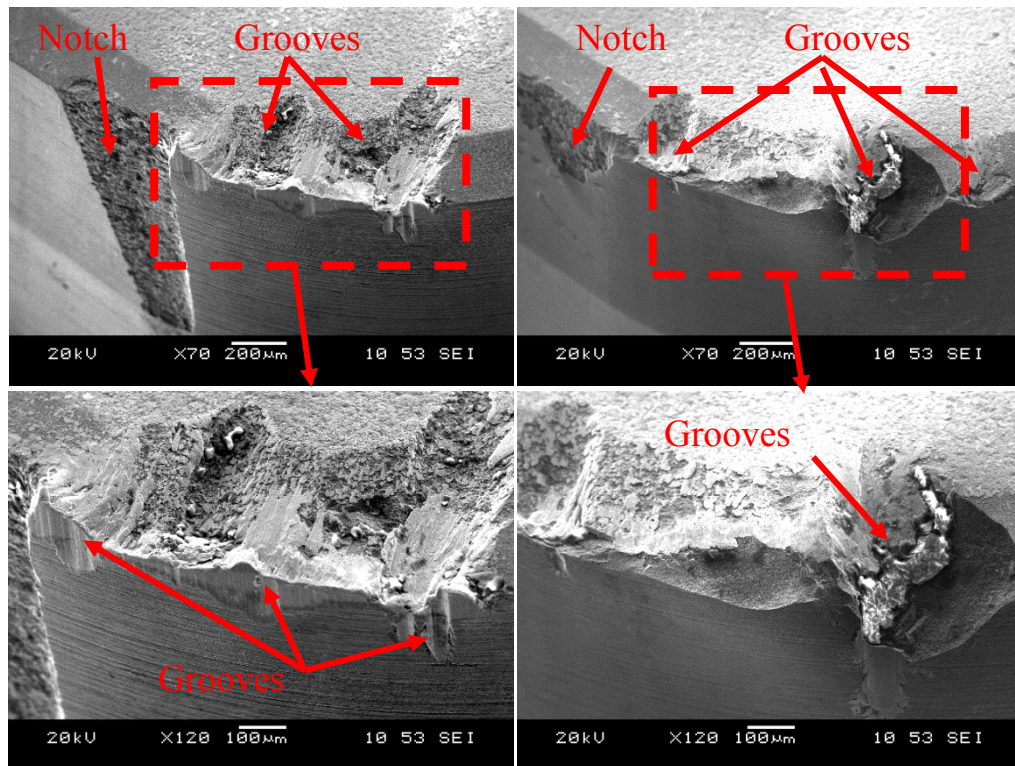 Notch
Grooves
20kV
X70
200μm
10 53 SEI
Notch
Grooves
20kV
X70
200μm
10 53 SEI
Grooves
20kV
X120
100μm
10 53 SEI
Grooves
20kV
X120
100μm
10 53 SEI